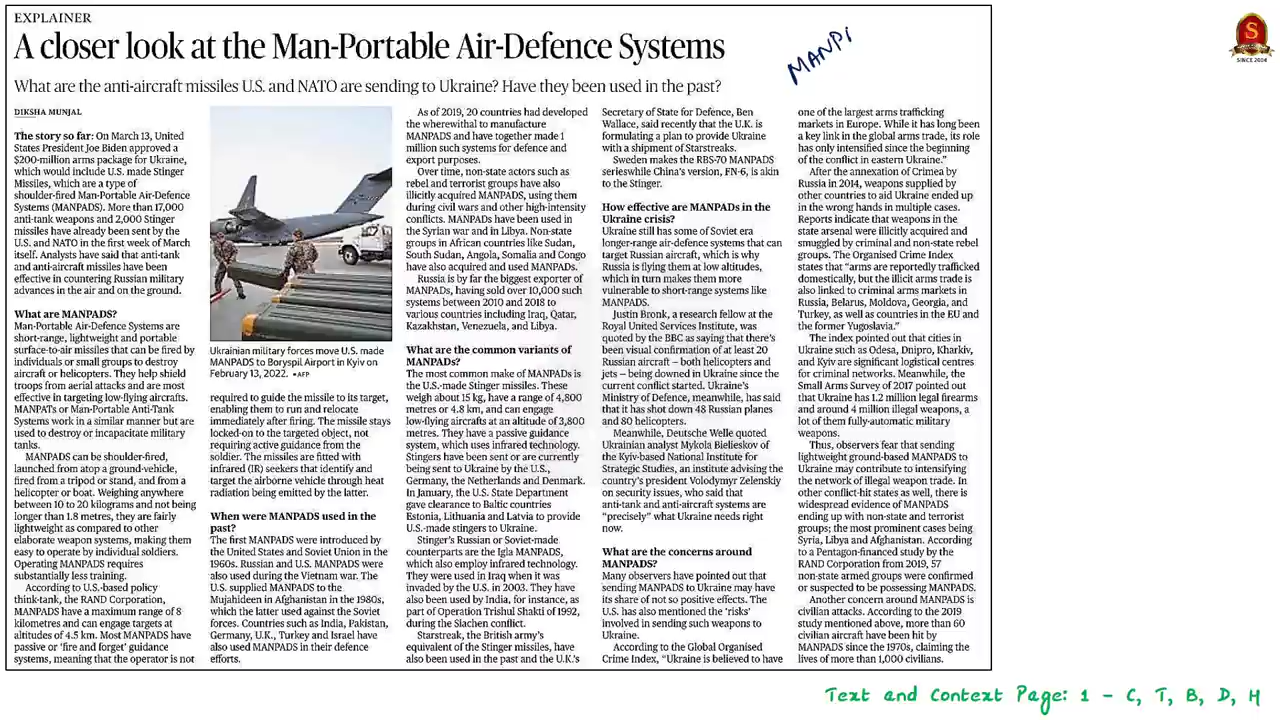 EXPLAINER
A closer look at the Man-Portable Air-Defence Systems
What are the anti-aircraft missiles U.S. and NATO are sending to Ukraine? Have they been used in the past?
MANPi
S
SINCE 2004
DIKSHA MUNJAL
The story so far: On March 13, United
States President Joe Biden approved a
$200-million arms package for Ukraine,
which would include U.S. made Stinger
Missiles, which are a type of
shoulder-fired Man-Portable Air-Defence
Systems (MANPADS). More than 17,000
anti-tank weapons and 2,000 Stinger
missiles have already been sent by the
U.S. and NATO in the first week of March
itself. Analysts have said that anti-tank
and anti-aircraft missiles have been
effective in countering Russian military
advances in the air and on the ground.
What are MANPADS?
Man-Portable Air-Defence Systems are
short-range, lightweight and portable
surface-to-air missiles that can be fired by
individuals or small groups to destroy
aircraft or helicopters. They help shield
troops from aerial attacks and are most
effective in targeting low-flying aircrafts.
MANPATs or Man-Portable Anti-Tank
Systems work in a similar manner but are
used to destroy or incapacitate military
tanks.
MANPADS can be shoulder-fired,
launched from atop a ground-vehicle,
fired from a tripod or stand, and from a
helicopter or boat. Weighing anywhere
between 10 to 20 kilograms and not being
longer than 1.8 metres, they are fairly
lightweight as compared to other
elaborate weapon systems, making them
easy to operate by individual soldiers.
Operating MANPADS requires
substantially less training.
According to U.S.-based policy
think-tank, the RAND Corporation,
MANPADS have a maximum range of 8
kilometres and can engage targets at
altitudes of 4.5 km. Most MANPADS have
passive or 'fire and forget' guidance
systems, meaning that the operator is not
Ukrainian military forces move U.S. made
MANPADS to Boryspil Airport in Kyiv on
February 13, 2022. •AFP
required to guide the missile to its target,
enabling them to run and relocate
immediately after firing. The missile stays
locked-on to the targeted object, not
requiring active guidance from the
soldier. The missiles are fitted with
infrared (IR) seekers that identify and
target the airborne vehicle through heat
radiation being emitted by the latter.
When were MANPADS used in the
past?
The first MANPADS were introduced by
the United States and Soviet Union in the
1960s. Russian and U.S. MANPADS were
also used during the Vietnam war. The
U.S. supplied MANPADS to the
Mujahideen in Afghanistan in the 1980s,
which the latter used against the Soviet
forces. Countries such as India, Pakistan,
Germany, U.K., Turkey and Israel have
also used MANPADS in their defence
efforts.
As of 2019, 20 countries had developed
the wherewithal to manufacture
MANPADS and have together made 1
million such systems for defence and
export purposes.
Over time, non-state actors such as
rebel and terrorist groups have also
illicitly acquired MANPADS, using them
during civil wars and other high-intensity
conflicts. MANPADs have been used in
the Syrian war and in Libya. Non-state
groups in African countries like Sudan,
South Sudan, Angola, Somalia and Congo
have also acquired and used MANPADs.
Russia is by far the biggest exporter of
MANPADs, having sold over 10,000 such
systems between 2010 and 2018 to
various countries including Iraq, Qatar,
Kazakhstan, Venezuela, and Libya.
What are the common variants of
MANPADs?
The most common make of MANPADs is
the U.S.-made Stinger missiles. These
weigh about 15 kg, have a range of 4,800
metres or 4.8 km, and can engage
low-flying aircrafts at an altitude of 3,800
metres. They have a passive guidance
system, which uses infrared technology.
Stingers have been sent or are currently
being sent to Ukraine by the U.S.,
Germany, the Netherlands and Denmark.
In January, the U.S. State Department
gave clearance to Baltic countries
Estonia, Lithuania and Latvia to provide
U.S.-made stingers to Ukraine.
Stinger's Russian or Soviet-made
counterparts are the Igla MANPADS,
which also employ infrared technology.
They were used in Iraq when it was
invaded by the U.S. in 2003. They have
also been used by India, for instance, as
part of Operation Trishul Shakti of 1992,
during the Siachen conflict.
Starstreak, the British army's
equivalent of the Stinger missiles, have
also been used in the past and the U.K.'s
Secretary of State for Defence, Ben
Wallace, said recently that the U.K. is
formulating a plan to provide Ukraine
with a shipment of Starstreaks.
Sweden makes the RBS-70 MANPADS
serieswhile China's version, FN-6, is akin
to the Stinger.
How effective are MANPADs in the
Ukraine crisis?
Ukraine still has some of Soviet era
longer-range air-defence systems that can
target Russian aircraft, which is why
Russia is flying them at low altitudes,
which in turn makes them more
vulnerable to short-range systems like
MANPADS.
Justin Bronk, a research fellow at the
Royal United Services Institute, was
quoted by the BBC as saying that there's
been visual confirmation of at least 20
Russian aircraft – both helicopters and
jets – being downed in Ukraine since the
current conflict started. Ukraine's
Ministry of Defence, meanwhile, has said
that it has shot down 48 Russian planes
and 80 helicopters.
Meanwhile, Deutsche Welle quoted
Ukrainian analyst Mykola Bielieskov of
the Kyiv-based National Institute for
Strategic Studies, an institute advising the
country's president Volodymyr Zelenskiy
on security issues, who said that
anti-tank and anti-aircraft systems are
"precisely" what Ukraine needs right
now.
What are the concerns around
MANPADS?
Many observers have pointed out that
sending MANPADS to Ukraine may have
its share of not so positive effects. The
U.S. has also mentioned the 'risks'
involved in sending such weapons to
Ukraine.
According to the Global Organised
Crime Index, "Ukraine is believed to have
one of the largest arms trafficking
markets in Europe. While it has long been
a key link in the global arms trade, its role
has only intensified since the beginning
of the conflict in eastern Ukraine."
After the annexation of Crimea by
Russia in 2014, weapons supplied by
other countries to aid Ukraine ended up
in the wrong hands in multiple cases.
Reports indicate that weapons in the
state arsenal were illicitly acquired and
smuggled by criminal and non-state rebel
groups. The Organised Crime Index
states that "arms are reportedly trafficked
domestically, but the illicit arms trade is
also linked to criminal arms markets in
Russia, Belarus, Moldova, Georgia, and
Turkey, as well as countries in the EU and
the former Yugoslavia."
The index pointed out that cities in
Ukraine such as Odesa, Dnipro, Kharkiv,
and Kyiv are significant logistical centres
for criminal networks. Meanwhile, the
Small Arms Survey of 2017 pointed out
that Ukraine has 1.2 million legal firearms
and around 4 million illegal weapons, a
lot of them fully-automatic military
weapons.
Thus, observers fear that sending
lightweight ground-based MANPADS to
Ukraine may contribute to intensifying
the network of illegal weapon trade. In
other conflict-hit states as well, there is
widespread evidence of MANPADS
ending up with non-state and terrorist
groups; the most prominent cases being
Syria, Libya and Afghanistan. According
to a Pentagon-financed study by the
RAND Corporation from 2019, 57
non-state armed groups were confirmed
or suspected to be possessing MANPADS.
Another concern around MANPADS is
civilian attacks. According to the 2019
study mentioned above, more than 60
civilian aircraft have been hit by
MANPADS since the 1970s, claiming the
lives of more than 1,000 civilians.
Text and Context Page: 1 - C, T, B, D, H